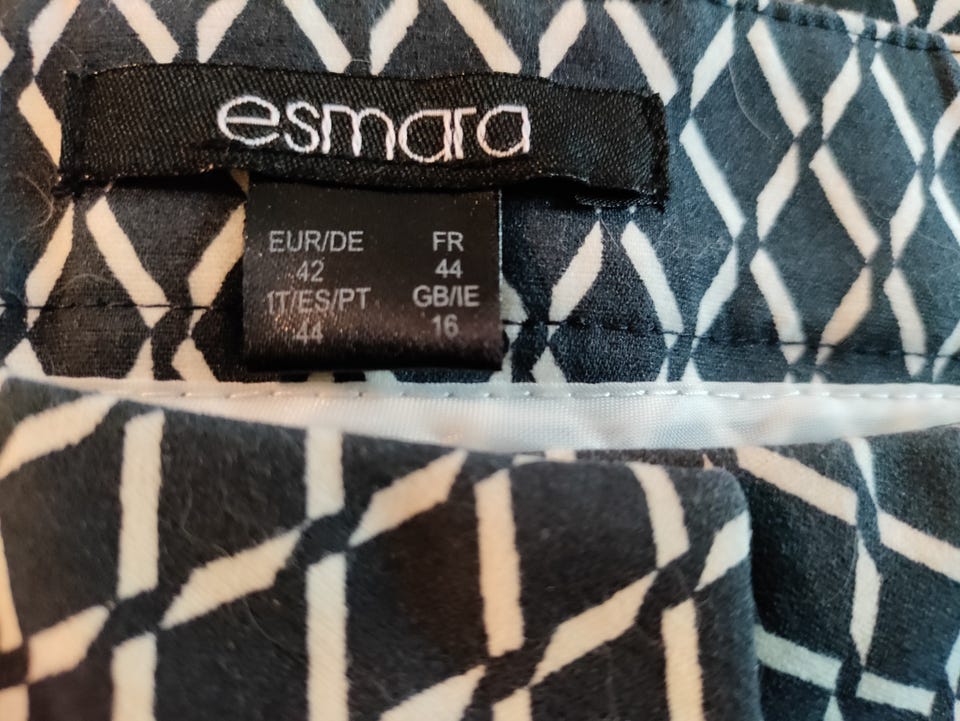 esmara
EUR/DE FR
42 44
IT/ES/PT GB/IE
44 16